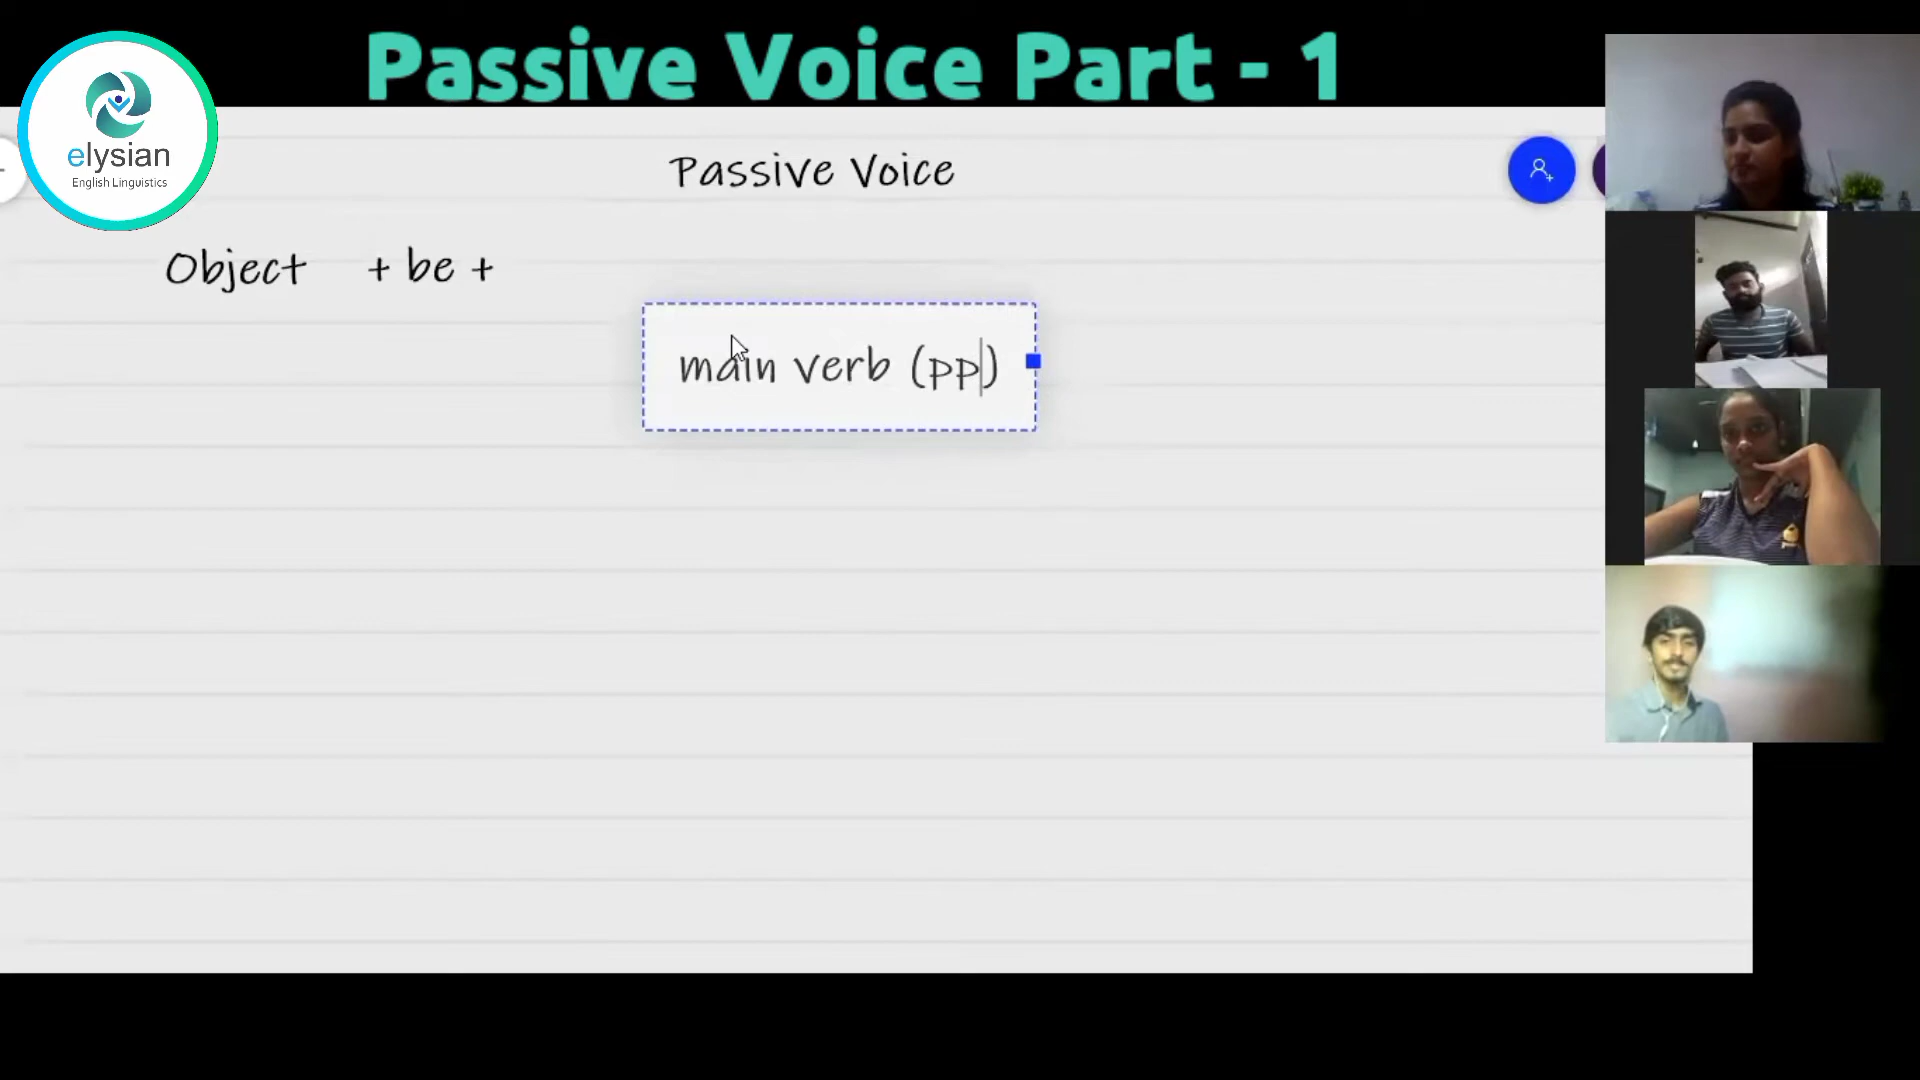 Passive Voice Part - 1
elysian
English Linguistics
Passive Voice
Object + be +
main verb (pp)